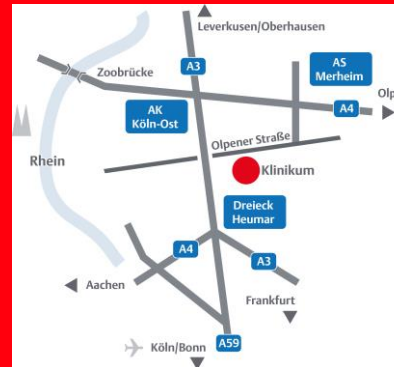 Leverkusen/Oberhausen
Zoobrücke
A3
AS
Merheim
AK
Köln-Ost
A4
Olp
Olpener Straße
Rhein
Klinikum
Dreieck
Heumar
A4
A3
Aachen
Frankfurt
Köln/Bonn
A59